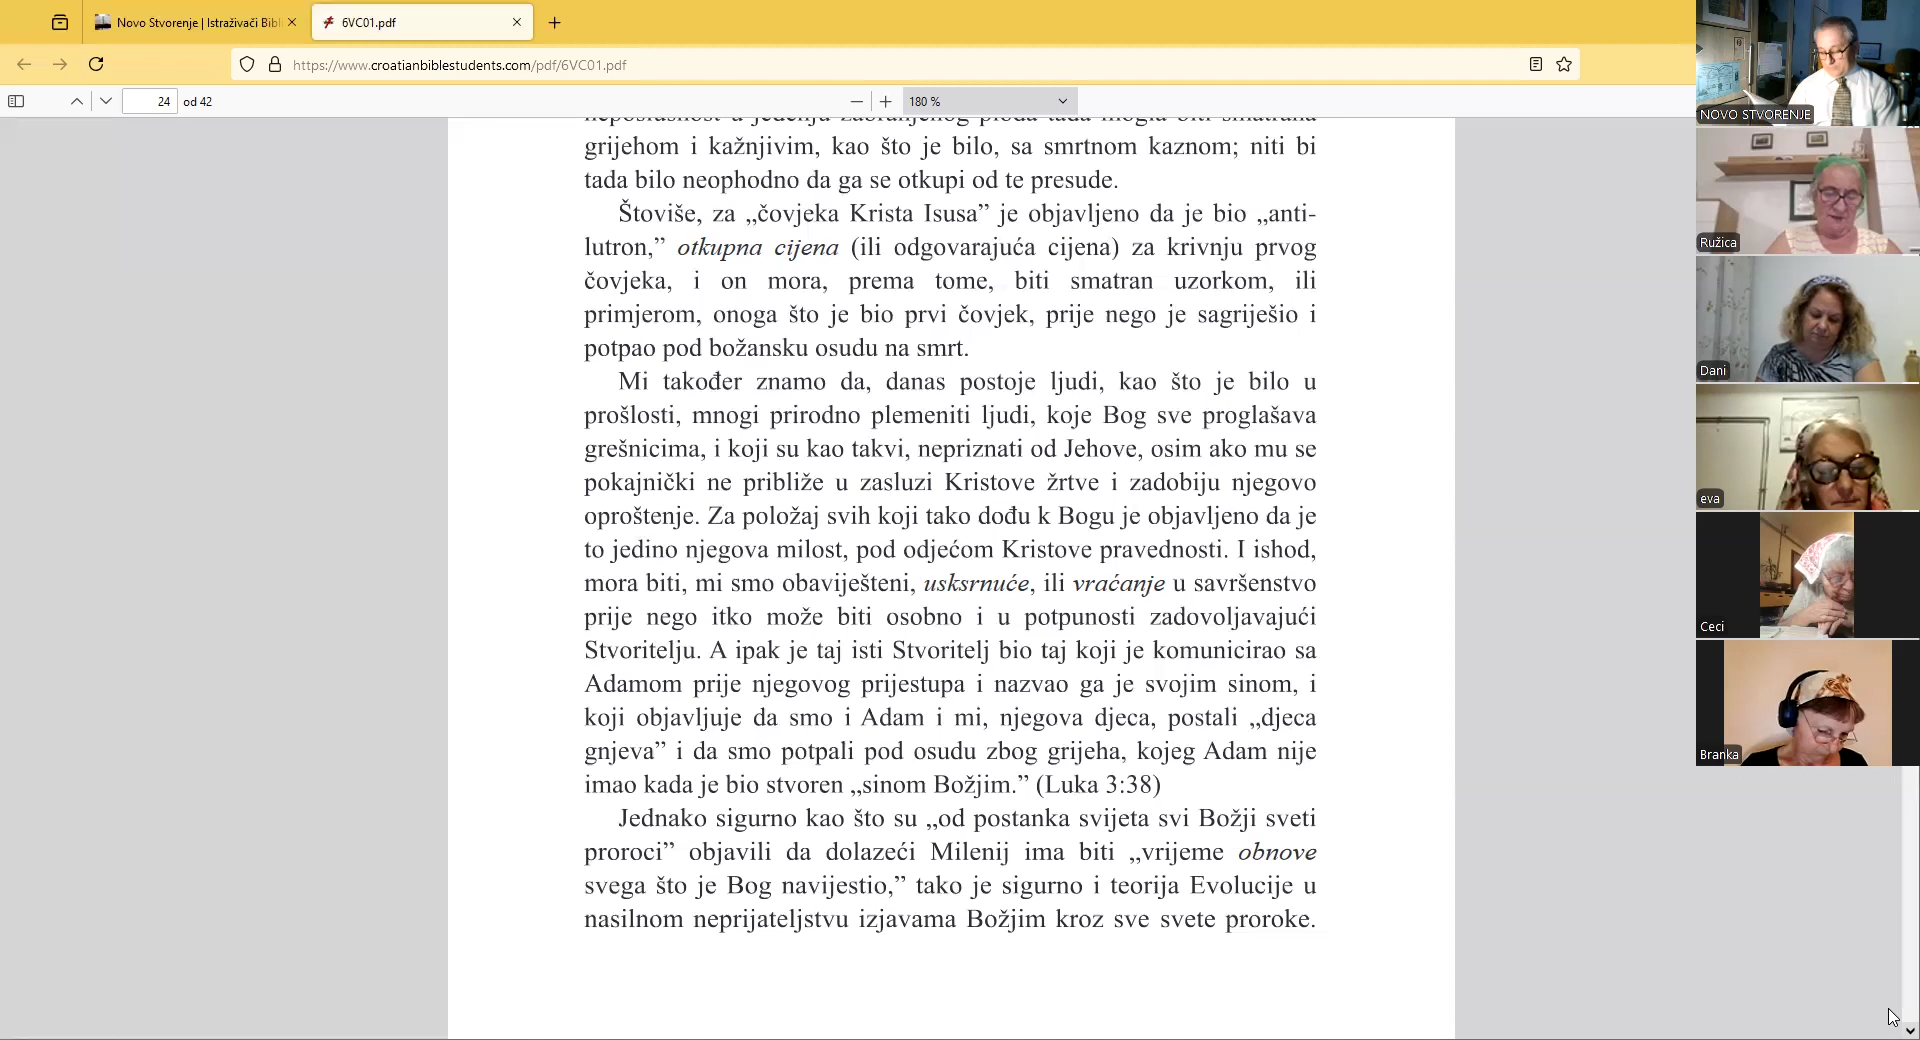 Novo Stvorenje | Istraživači Bibl
6VC01.pdf
https://www.croatianbiblestudents.com/pdf/6VC01.pdf
24 od 42
180 %
neposlušnost u jedenju zabranjenog ploda tada mogla biti smatrana
grijehom i kažnjivim, kao što je bilo, sa smrtnom kaznom; niti bi
tada bilo neophodno da ga se otkupi od te presude.
Štoviše, za „čovjeka Krista Isusa” je objavljeno da je bio „anti-
lutron,” otkupna cijena (ili odgovarajuća cijena) za krivnju prvog
čovjeka, i on mora, prema tome, biti smatran uzorkom, ili
primjerom, onoga što je bio prvi čovjek, prije nego je sagriješio i
potpao pod božansku osudu na smrt.
Mi također znamo da, danas postoje ljudi, kao što je bilo u
prošlosti, mnogi prirodno plemeniti ljudi, koje Bog sve proglašava
grešnicima, i koji su kao takvi, nepriznati od Jehove, osim ako mu se
pokajnički ne približe u zasluzi Kristove žrtve i zadobiju njegovo
oproštenje. Za položaj svih koji tako dođu k Bogu je objavljeno da je
to jedino njegova milost, pod odjećom Kristove pravednosti. I ishod,
mora biti, mi smo obaviješteni, usksrnuće, ili vraćanje u savršenstvo
prije nego itko može biti osobno i u potpunosti zadovoljavajući
Stvoritelju. A ipak je taj isti Stvoritelj bio taj koji je komunicirao sa
Adamom prije njegovog prijestupa i nazvao ga je svojim sinom, i
koji objavljuje da smo i Adam i mi, njegova djeca, postali „djeca
gnjeva” i da smo potpali pod osudu zbog grijeha, kojeg Adam nije
imao kada je bio stvoren „sinom Božjim.” (Luka 3:38)
Jednako sigurno kao što su „od postanka svijeta svi Božji sveti
proroci” objavili da dolazeći Milenij ima biti „vrijeme obnove
svega što je Bog navijestio,” tako je sigurno i teorija Evolucije u
nasilnom neprijateljstvu izjavama Božjim kroz sve svete proroke.
NOVO STVORENJE
Ružica
Dani
eva
Ceci
Branka